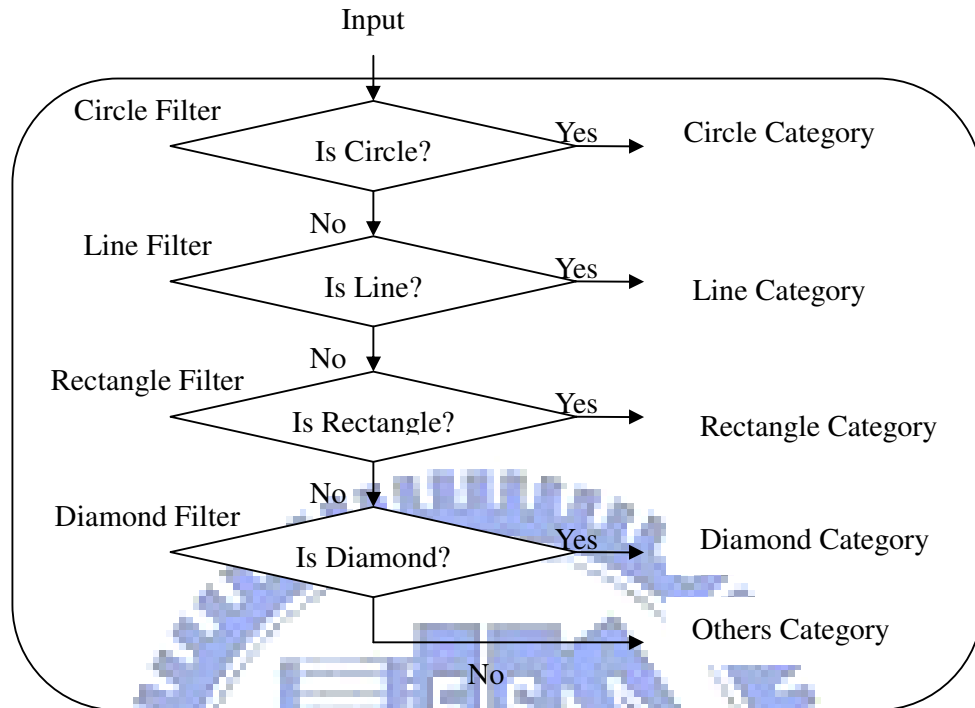 Input
Circle Filter
Is Circle?
Yes
Circle Category
No
Line Filter
Is Line?
Yes
Line Category
No
Rectangle Filter
Is Rectangle?
Yes
Rectangle Category
No
Diamond Filter
Is Diamond?
Yes
Diamond Category
Others Category
No